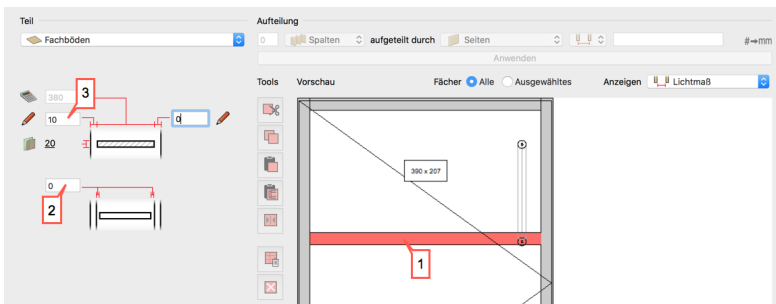 Teil
Aufteilung
Fachböden
0 Spalten aufgeteilt durch Seiten #→mm
Anwenden
Tools Vorschau Fächer Alle Ausgewähltes Anzeigen Lichtmaß
380
3
10
0
20
390 x 207
0
2
1